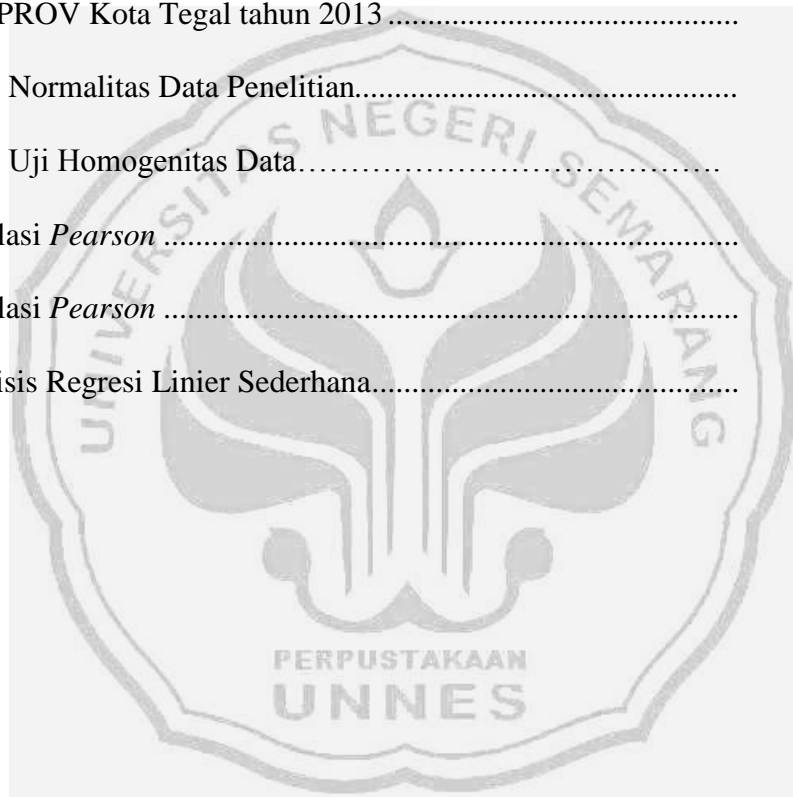 PROV Kota Tegal tahun 2013 ............................................
Normalitas Data Penelitian.................................................
Uji Homogenitas Data………………………………….
lasi Pearson .........................................................................
lasi Pearson .........................................................................
isis Regresi Linier Sederhana...............................................
UNIVERSITAS NEGERI SEMARANG
PERPUSTAKAAN
UNNES